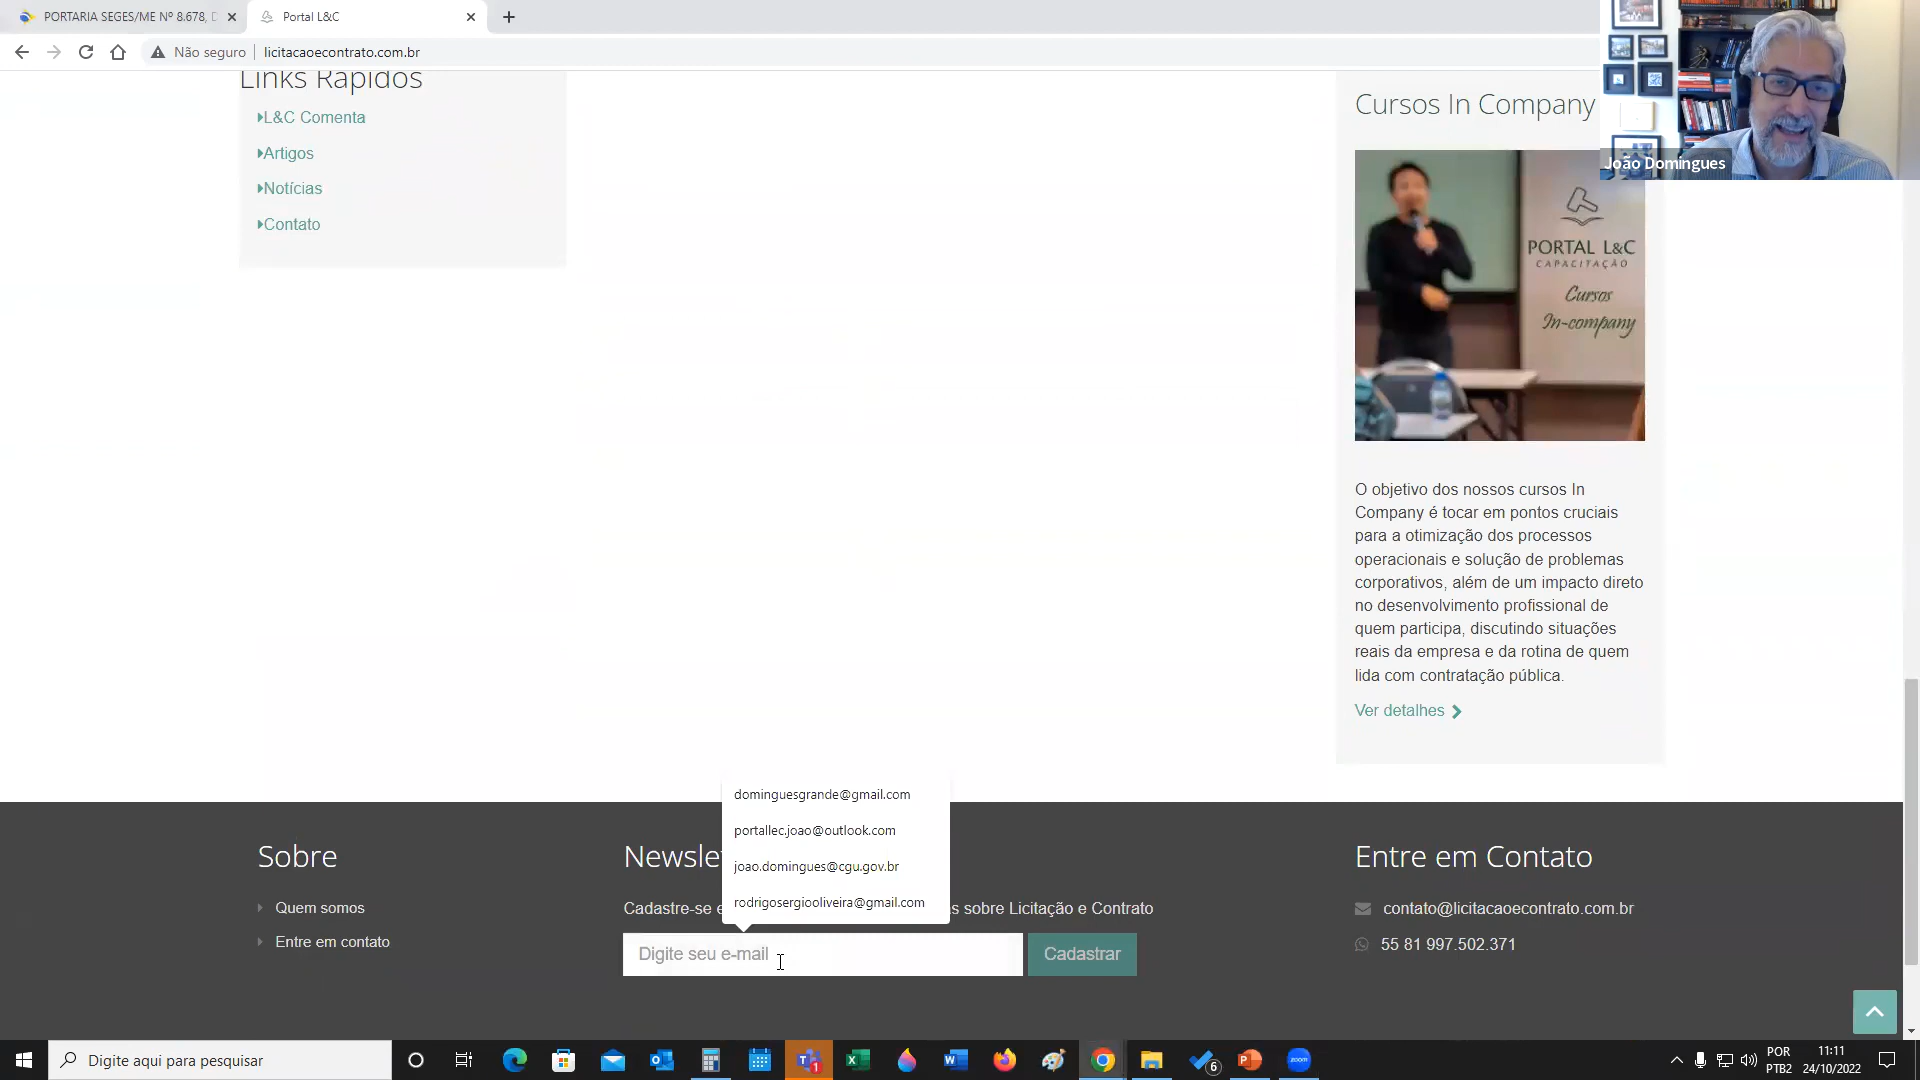 PORTARIA SEGES/ME Nº 8.678, D
Portal L&C
Não seguro
licitacaoecontrato.com.br
João Domingues
Links Rápidos
L&C Comenta
Artigos
Notícias
Contato
Cursos In Company
PORTAL L&C
CAPACITAÇÃO
Cursos
In-company
O objetivo dos nossos cursos In
Company é tocar em pontos cruciais
para a otimização dos processos
operacionais e solução de problemas
corporativos, além de um impacto direto
no desenvolvimento profissional de
quem participa, discutindo situações
reais da empresa e da rotina de quem
lida com contratação pública.
Ver detalhes
Sobre
Quem somos
Entre em contato
Newsle
dominguesgrande@gmail.com
portallec.joao@outlook.com
joao.domingues@cgu.gov.br
rodrigosergiooliveira@gmail.com
Cadastre-se e
s sobre Licitação e Contrato
Digite seu e-mail
Cadastrar
Entre em Contato
contato@licitacaoecontrato.com.br
55 81 997.502.371
Digite aqui para pesquisar
1
6
zoom
POR
PTB2
11:11
24/10/2022